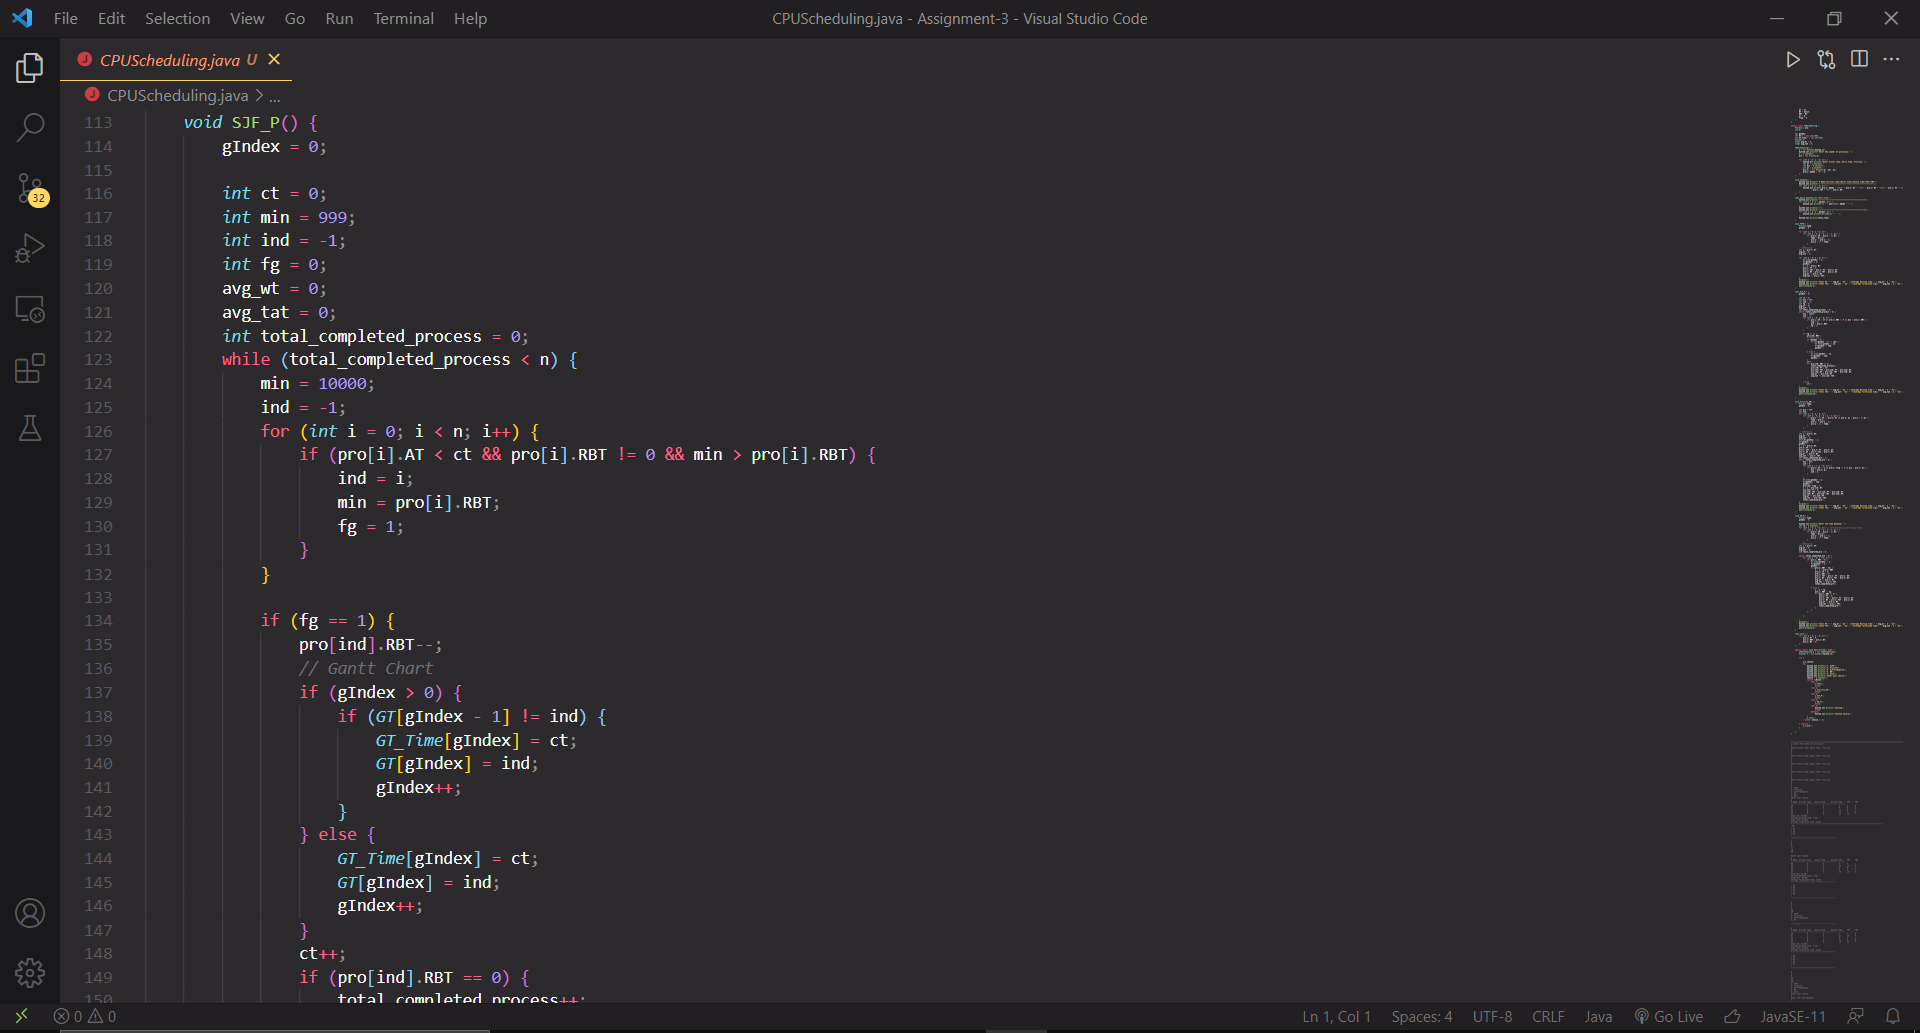 File Edit Selection View Go Run Terminal Help
CPUScheduling.java - Assignment-3 - Visual Studio Code
CPUScheduling.java U
CPUScheduling.java > ...
32
113 void SJF_P() {
114 gIndex = 0;
115
116 int ct = 0;
117 int min = 999;
118 int ind = -1;
119 int fg = 0;
120 avg_wt = 0;
121 avg_tat = 0;
122 int total_completed_process = 0;
123 while (total_completed_process < n) {
124 min = 10000;
125 ind = -1;
126 for (int i = 0; i < n; i++) {
127 if (pro[i].AT < ct && pro[i].RBT != 0 && min > pro[i].RBT) {
128 ind = i;
129 min = pro[i].RBT;
130 fg = 1;
131 }
132 }
133
134 if (fg == 1) {
135 pro[ind].RBT--;
136 // Gantt Chart
137 if (gIndex > 0) {
138 if (GT[gIndex - 1] != ind) {
139 GT_Time[gIndex] = ct;
140 GT[gIndex] = ind;
141 gIndex++;
142 }
143 } else {
144 GT_Time[gIndex] = ct;
145 GT[gIndex] = ind;
146 gIndex++;
147 }
148 ct++;
149 if (pro[ind].RBT == 0) {
150 total_completed_process++;
0 0
Ln 1, Col 1 Spaces: 4 UTF-8 CRLF Java Go Live JavaSE-11